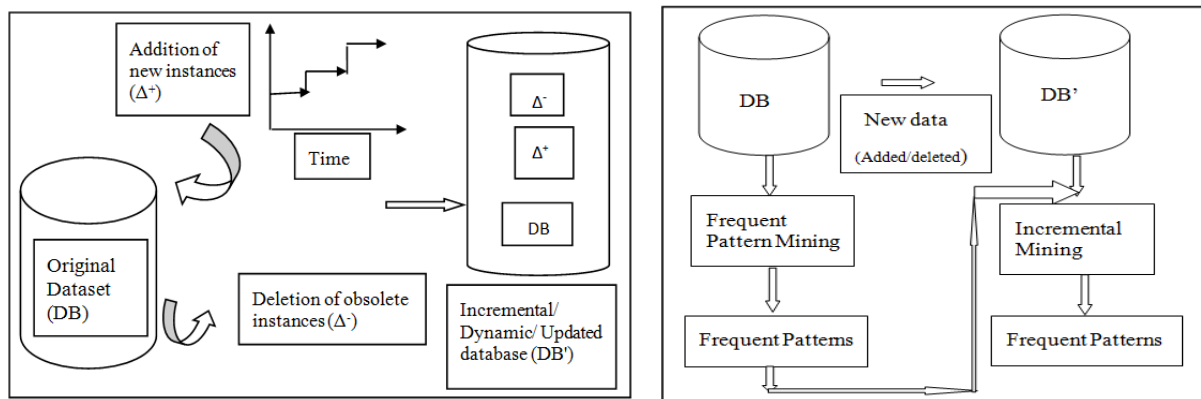 Addition of
new instances
(Δ⁺)
Time
Original
Dataset
(DB)
Deletion of obsolete
instances (Δ⁻)
Δ⁻
Δ⁺
DB
Incremental/
Dynamic/ Updated
database (DB')
DB
New data
(Added/deleted)
DB’
Frequent
Pattern Mining
Incremental
Mining
Frequent Patterns
Frequent Patterns